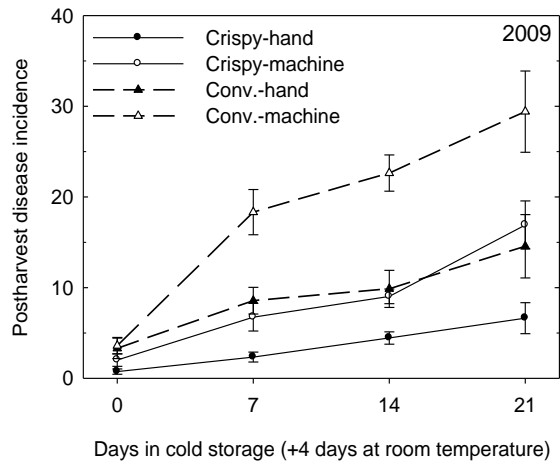 40
2009
Crispy-hand
Crispy-machine
Conv.-hand
Conv.-machine
30
20
10
0
Postharvest disease incidence
0 7 14 21
Days in cold storage (+4 days at room temperature)